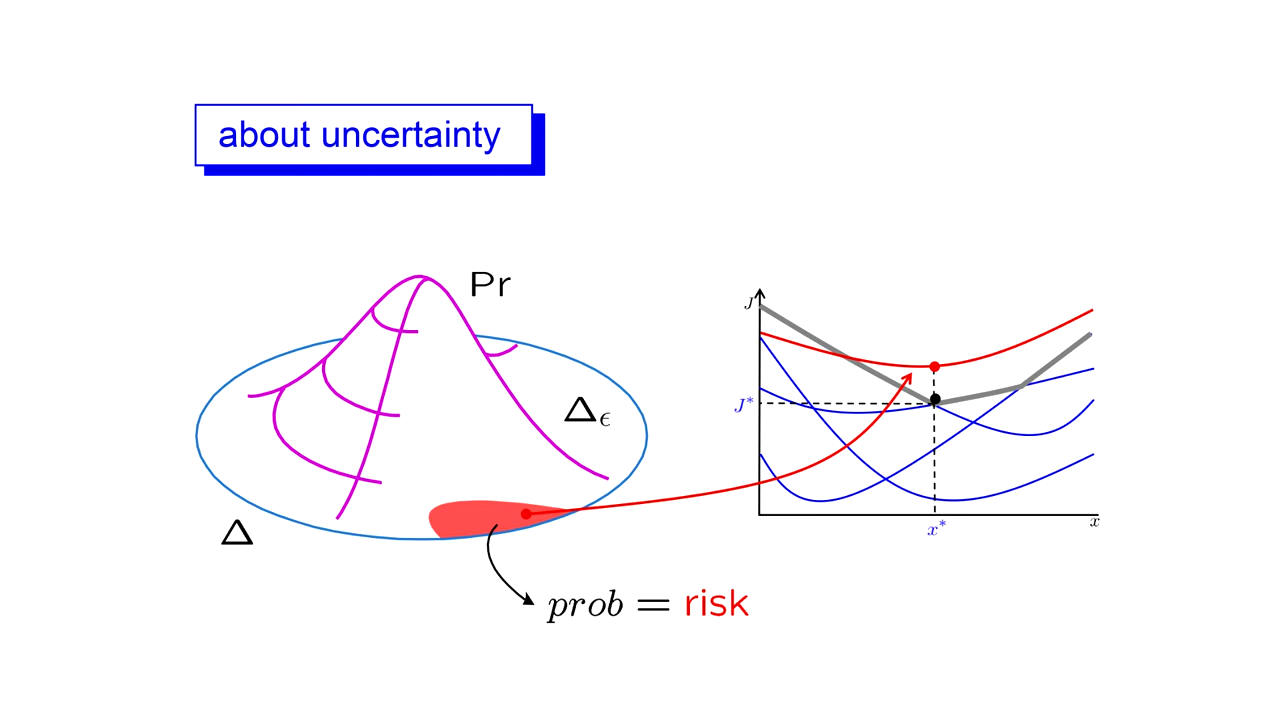 about uncertainty
Pr
J
Δϵ
J*
Δ
x
x*
prob = risk